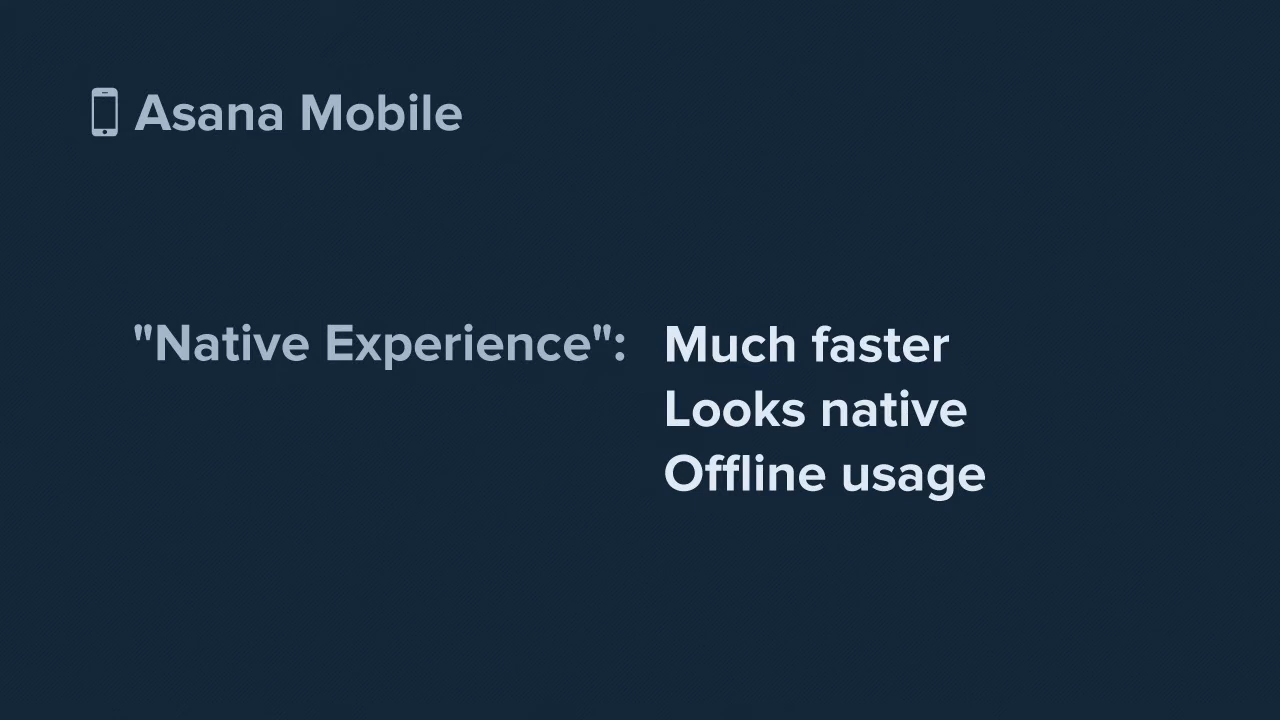 Asana Mobile
"Native Experience": Much faster
Looks native
Offline usage